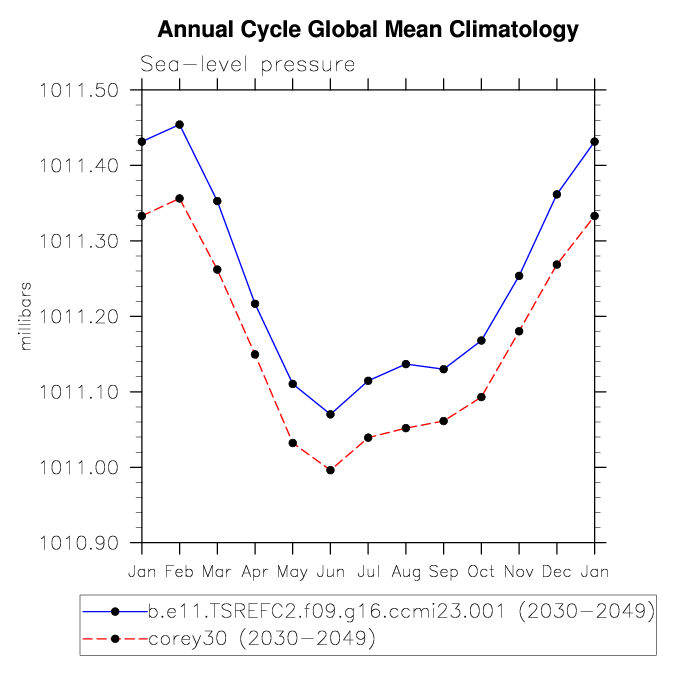 Annual Cycle Global Mean Climatology
Sea-level pressure
1011.50
1011.40
1011.30
1011.20
1011.10
1011.00
1010.90
millibars
Jan Feb Mar Apr May Jun Jul Aug Sep Oct Nov Dec Jan
b.e11.TSREFC2.f09.g16.ccmi23.001 (2030-2049)
corey30 (2030-2049)